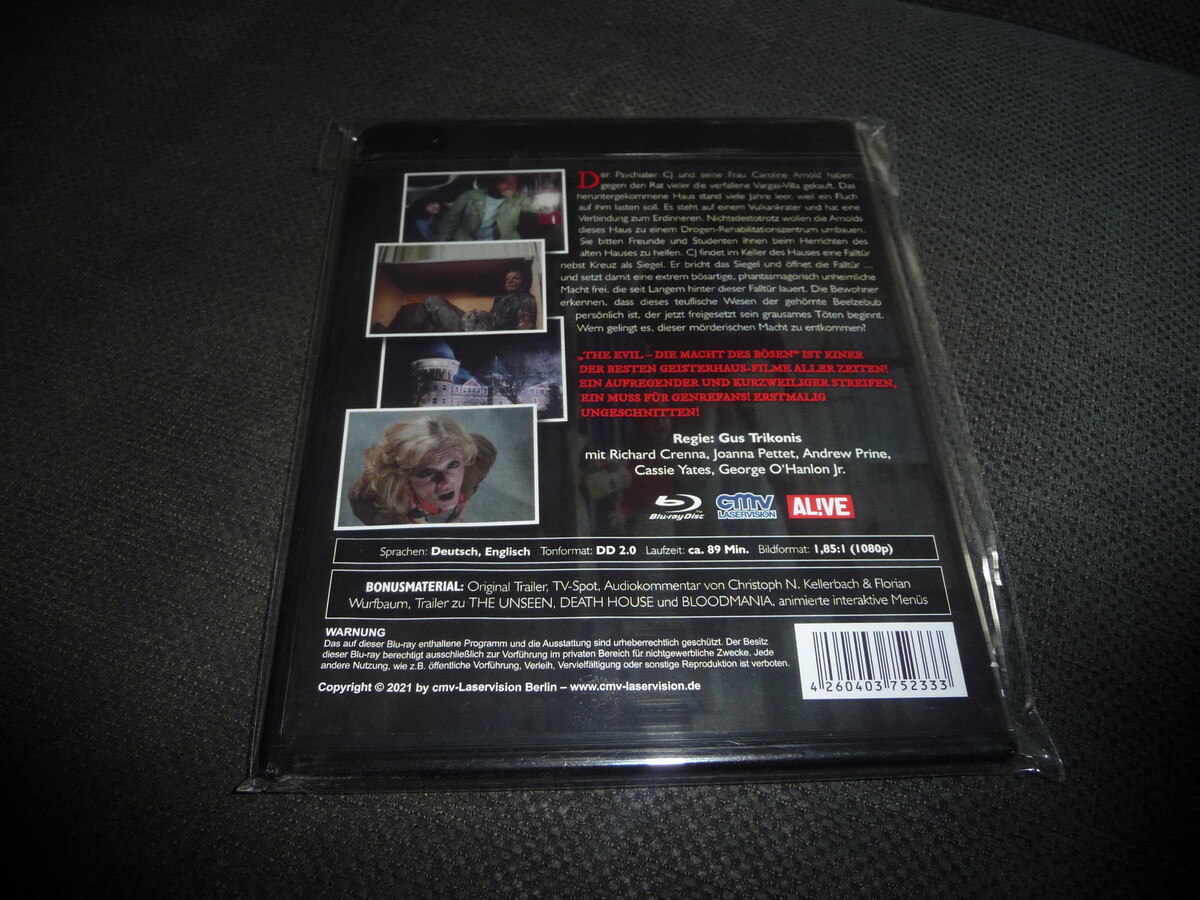 Der Psychiater CJ und seine Frau Caroline Arnold haben
gegen den Rat vieler die verfallene Vargas-Villa gekauft. Das
heruntergekommene Haus stand viele Jahre leer, weil ein Fluch
auf ihm lasten soll. Es steht auf einem Vulkankrater und hat eine
Verbindung zum Erdinneren. Nichtsdestotrotz wollen die Arnolds
dieses Haus zu einem Drogen-Rehabilitationszentrum umbauen.
Sie bitten Freunde und Studenten ihnen beim Herrichten des
alten Hauses zu helfen. CJ findet im Keller des Hauses eine Falltür
nebst Kreuz als Siegel. Er bricht das Siegel und öffnet die Falltür ...
und setzt damit eine extrem bösartige, phantasmagorisch unheimliche
Macht frei, die seit Langem hinter dieser Falltür lauert. Die Bewohner
erkennen, dass dieses teuflische Wesen der gehörnte Beelzebub
persönlich ist, der jetzt freigesetzt sein grausames Töten beginnt.
Wem gelingt es, dieser mörderischen Macht zu entkommen?
„THE EVIL – DIE MACHT DES BÖSEN" IST EINER
DER BESTEN GEISTERHAUS-FILME ALLER ZEITEN!
EIN AUFREGENDER UND KURZWEILIGER STREIFEN,
EIN MUSS FÜR GENREFANS! ERSTMALIG
UNGESCHNITTEN!
Regie: Gus Trikonis
mit Richard Crenna, Joanna Pettet, Andrew Prine,
Cassie Yates, George O'Hanlon Jr.
Blu-ray Disc™ cmv LASERVISION AL!VE
Sprachen: Deutsch, Englisch Tonformat: DD 2.0 Laufzeit: ca. 89 Min. Bildformat: 1,85:1 (1080p)
BONUSMATERIAL: Original Trailer, TV-Spot, Audiokommentar von Christoph N. Kellerbach & Florian
Wurfbaum, Trailer zu THE UNSEEN, DEATH HOUSE und BLOODMANIA, animierte interaktive Menüs
WARNUNG
Das auf dieser Blu-ray enthaltene Programm und die Ausstattung sind urheberrechtlich geschützt. Der Besitz
dieser Blu-ray berechtigt ausschließlich zur Vorführung im privaten Bereich für nichtgewerbliche Zwecke. Jede
andere Nutzung, wie z.B. öffentliche Vorführung, Verleih, Vervielfältigung oder sonstige Reproduktion ist verboten.
Copyright © 2021 by cmv-Laservision Berlin – www.cmv-laservision.de
4 260403 752333